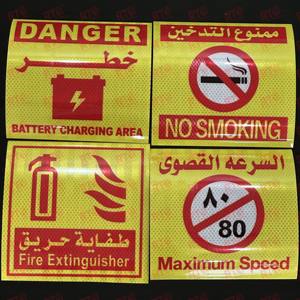 DANGER
خطر
BATTERY CHARGING AREA
ممنوع التدخين
NO SMOKING
طفاية حريق
Fire Extinguisher
السرعه القصوى
٨٠
80
Maximum Speed